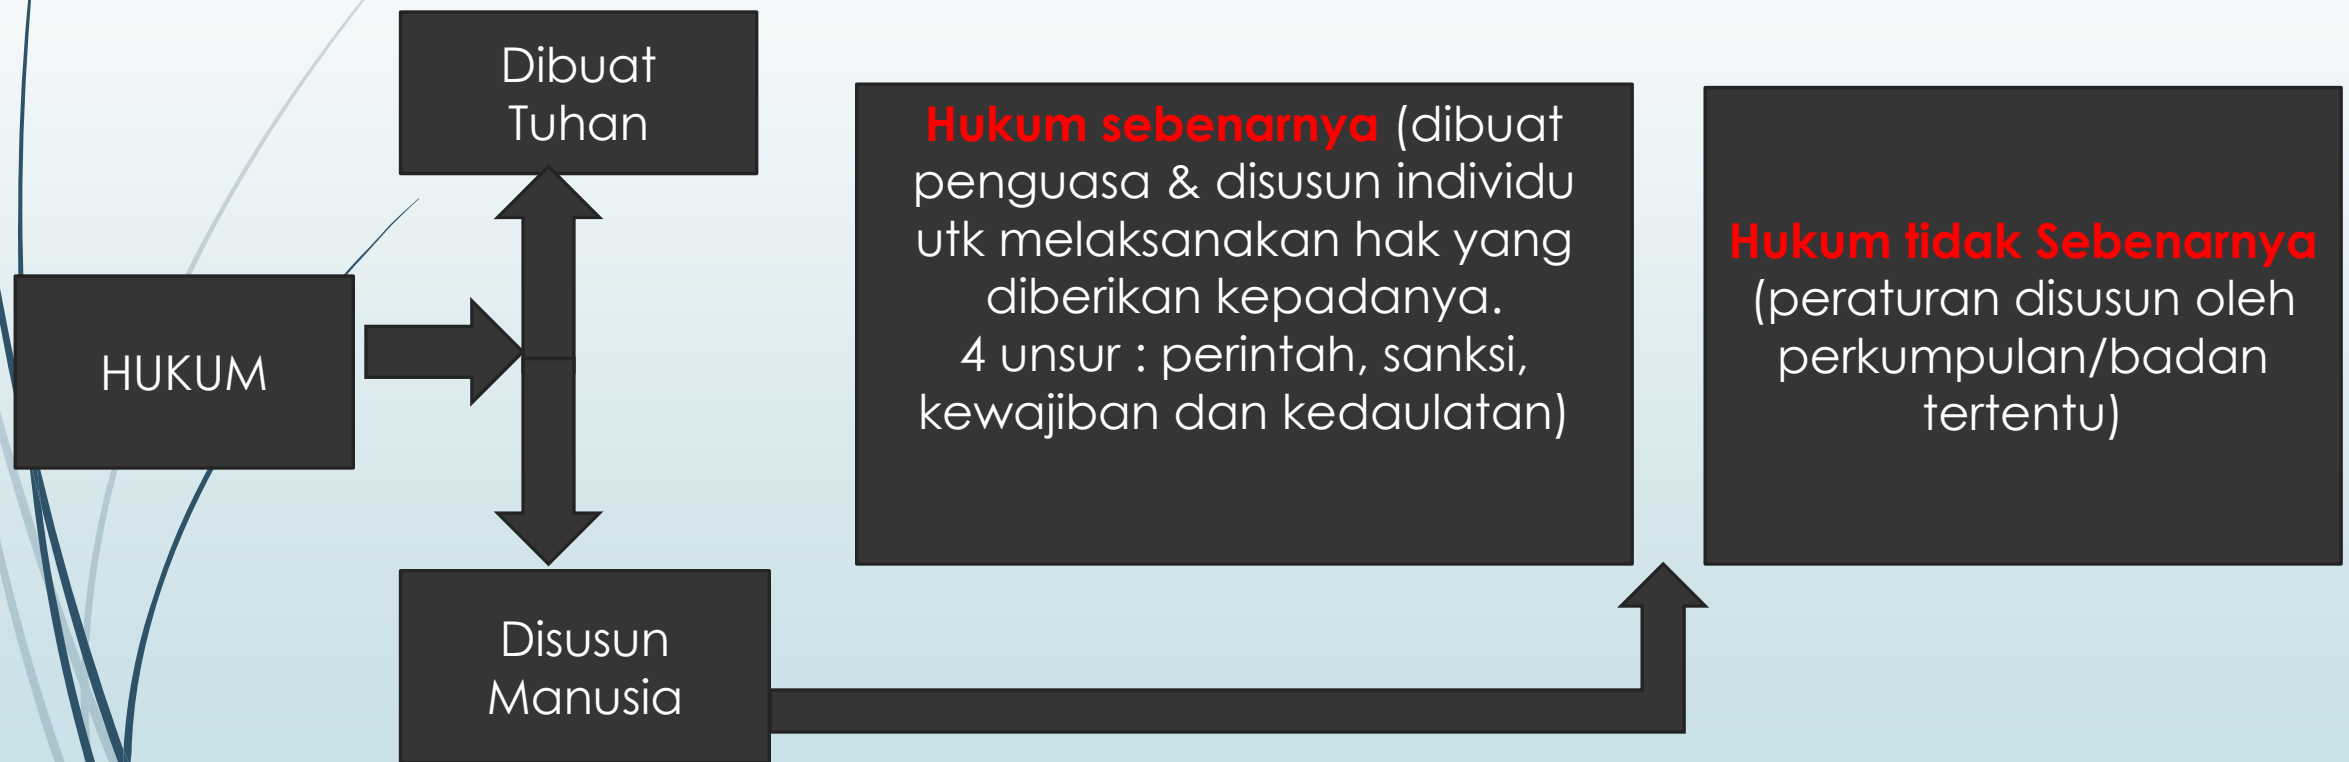 Dibuat
Tuhan
HUKUM
Disusun
Manusia
Hukum sebenarnya (dibuat
penguasa & disusun individu
utk melaksanakan hak yang
diberikan kepadanya.
4 unsur : perintah, sanksi,
kewajiban dan kedaulatan)
Hukum tidak Sebenarnya
(peraturan disusun oleh
perkumpulan/badan
tertentu)